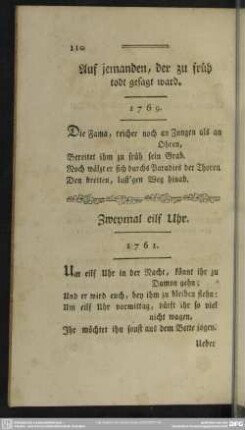 110
Auf jemanden, der zu früh
todt gesagt ward.
1769.
Die Fama, reicher noch an Zungen als an
Ohren,
Bereitet ihm zu früh sein Grab.
Noch wälzt er sich durchs Paradies der Thoren
Den breiten, lust'gen Weg hinab.
Zweymal eilf Uhr.
1761.
Um eilf Uhr in der Nacht, könnt ihr zu
Damon gehn;
Und er wird euch, bey ihm zu bleiben flehn:
Um eilf Uhr vormittag, dürft ihr so viel
nicht wagen,
Ihr möchtet ihn sonst aus dem Bette jagen.
Ueber